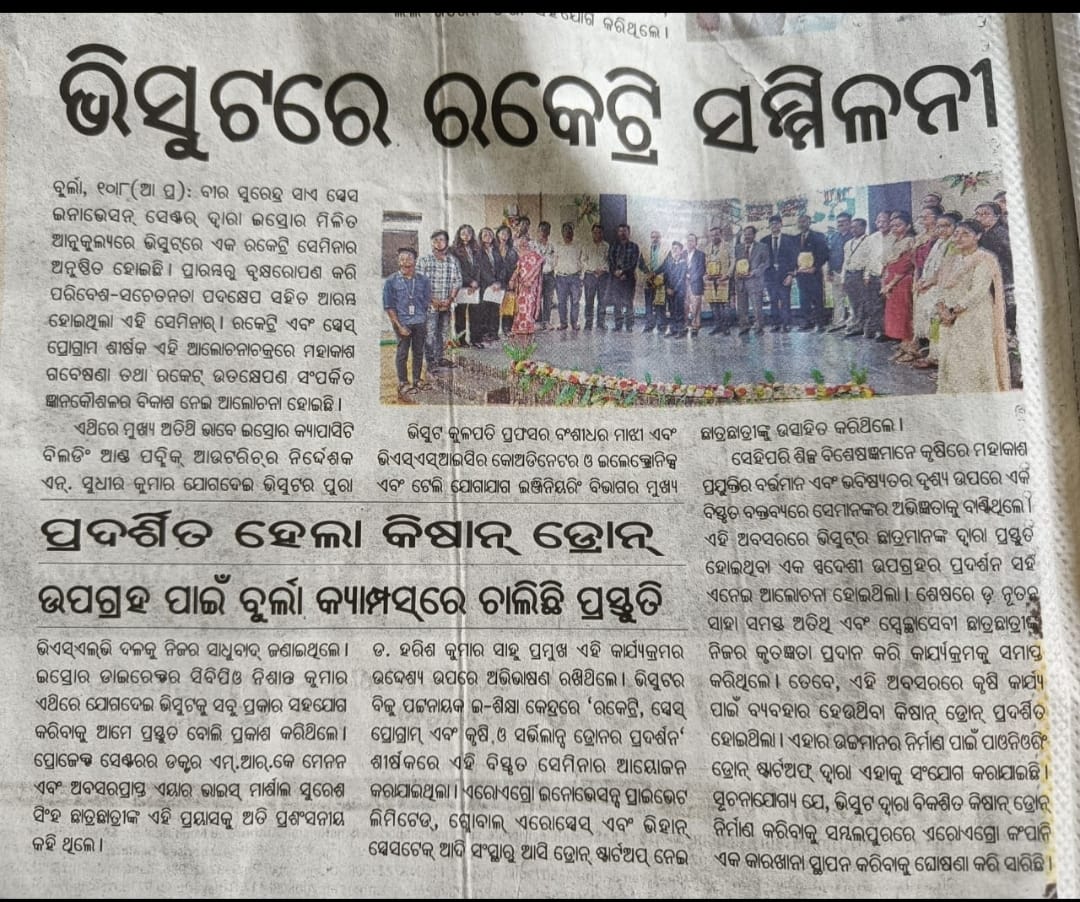 କରିଥିଲେ।
ଭିସୁଟରେ ରକେଟ୍ରି ସମ୍ମିଳନୀ
ବୁର୍ଲା, ୧୦ା୮(ଆ ପ୍ର): ବୀର ସୁରେନ୍ଦ୍ର ସାଏ ସ୍ପେସ
ଇନାଭେସନ୍ ସେଣ୍ଟର୍ ଦ୍ୱାରା ଇସ୍ରୋର ମିଳିତ
ଆନୁକୁଲ୍ୟରେ ଭିସୁଟ୍‌ରେ ଏକ ରକେଟ୍ରି ସେମିନାର
ଅନୁଷ୍ଠିତ ହୋଇଛି। ପ୍ରାରମ୍ଭରୁ ବୃକ୍ଷରୋପଣ କରି
ପରିବେଶ-ସଚେତନତା ପଦକ୍ଷେପ ସହିତ ଆରମ୍ଭ
ହୋଇଥିଲା ଏହି ସେମିନାର୍। ରକେଟ୍ରି ଏବଂ ସ୍ପେସ୍
ପ୍ରୋଗ୍ରାମ ଶୀର୍ଷକ ଏହି ଆଲୋଚନାଚକ୍ରରେ ମହାକାଶ
ଗବେଷଣା ତଥା ରକେଟ୍ ଉତକ୍ଷେପଣ ସଂପର୍କିତ
ଜ୍ଞାନକୌଶଳର ବିକାଶ ନେଇ ଆଲୋଚନା ହୋଇଛି।
ଏଥିରେ ମୁଖ୍ୟ ଅତିଥି ଭାବେ ଇସ୍ରୋର କ୍ୟାପାସିଟି
ବିଲଡିଂ ଆଣ୍ଡ ପବ୍ଲିକ୍ ଆଉଟରିଚ୍‌ର ନିର୍ଦ୍ଦେଶକ
ଏନ୍. ସୁଧୀର କୁମାର ଯୋଗଦେଇ ଭିସୁଟର ପୁରା
ଭିସୁଟ କୁଳପତି ପ୍ରଫସର ବଂଶୀଧର ମାଝୀ ଏବଂ
ଭିଏସ୍‌ଏସ୍‌ଆଇସିର କୋଅଡିନେଟର ଓ ଇଲେକ୍ଟ୍ରୋନିକ୍ସ
ଏବଂ ଟେଲି ଯୋଗାଯାଗ ଇଞ୍ଜିନିୟରିଂ ବିଭାଗର ମୁଖ୍ୟ
ପ୍ରଦର୍ଶିତ ହେଲା କିଷାନ୍ ଡ୍ରୋନ୍
ଉପଗ୍ରହ ପାଇଁ ବୁର୍ଲା କ୍ୟାମ୍ପସ୍‌ରେ ଚାଲିଛି ପ୍ରସ୍ତୁତି
ଭିଏସ୍‌ଏଲ୍‌ଭି ଦଳକୁ ନିଜର ସାଧୁବାଦ୍ ଜଣାଇଥିଲେ।
ଇସ୍ରୋର ଡାଇରେକ୍ଟର ସିବିପିଓ ନିଶାନ୍ତ କୁମାର
ଏଥିରେ ଯୋଗଦେଇ ଭିସୁଟକୁ ସବୁ ପ୍ରକାର ସହଯୋଗ
କରିବାକୁ ଆମେ ପ୍ରସ୍ତୁତ ବୋଲି ପ୍ରକାଶ କରିଥିଲେ।
ପ୍ରୋଜେକ୍ଟ ସେଣ୍ଟରର ଡକ୍ଟର ଏମ୍.ଆର୍.କେ ମେନନ
ଏବଂ ଅବସରପ୍ରାପ୍ତ ଏୟାର ଭାଇସ୍ ମାର୍ଶାଲ ସୁରେଶ
ସିଂହ ଛାତ୍ରଛାତ୍ରୀଙ୍କ ଏହି ପ୍ରୟାସକୁ ଅତି ପ୍ରଶଂସନୀୟ
କହି ଥିଲେ।
ଡ. ହରିଶ କୁମାର ସାହୁ ପ୍ରମୁଖ ଏହି କାର୍ଯ୍ୟକ୍ରମର
ଉଦ୍ଦେଶ୍ୟ ଉପରେ ଅଭିଭାଷଣ ରଖିଥିଲେ। ଭିସୁଟର
ବିଜୁ ପଟ୍ଟନାୟକ ଇ-ଶିକ୍ଷା କେନ୍ଦ୍ରରେ ‘ରକେଟ୍ରି, ସ୍ପେସ୍
ପ୍ରୋଗ୍ରାମ୍ ଏବଂ କୃଷି ଓ ସର୍ଭିଲାନ୍ସ ଡ୍ରୋନର ପ୍ରଦର୍ଶନ‘
ଶୀର୍ଷକରେ ଏହି ବିସ୍ତୃତ ସେମିନାର ଆୟୋଜନ
କରାଯାଇଥିଲା। ଏରୋଏଗ୍ରୋ ଇନୋଭେସନ୍ସ ପ୍ରାଇଭେଟ
ଲିମିଟେଡ୍, ଗ୍ଲୋବାଲ୍ ଏରୋସ୍ପେସ୍ ଏବଂ ଭିହାନ୍
ସ୍ପେସଟେକ୍ ଆଦି ସଂସ୍ଥାରୁ ଆସି ଡ୍ରୋନ୍ ଷ୍ଟାର୍ଟଅପ୍ ନେଇ
ଛାତ୍ରଛାତ୍ରୀଙ୍କୁ ଉତ୍ସାହିତ କରିଥିଲେ।
ସେହିପରି ଶିଳ୍ପ ବିଶେଷଜ୍ଞମାନେ କୃଷିରେ ମହାକାଶ
ପ୍ରଯୁକ୍ତିର ବର୍ତ୍ତମାନ ଏବଂ ଭବିଷ୍ୟତର ଦୃଶ୍ୟ ଉପରେ ଏକ
ବିସ୍ତୃତ ବକ୍ତବ୍ୟରେ ସେମାନଙ୍କର ଅଭିଜ୍ଞତାକୁ ବାଣ୍ଟିଥିଲେ।
ଏହି ଅବସରରେ ଭିସୁଟ୍‌ର ଛାତ୍ରମାନଙ୍କ ଦ୍ୱାରା ପ୍ରସ୍ତୁତ
ହୋଇଥିବା ଏକ ସ୍ୱଦେଶୀ ଉପଗ୍ରହର ପ୍ରଦର୍ଶନ ସହିଁ
ଏନେଇ ଆଲୋଚନା ହୋଇଥିଲା। ଶେଷରେ ଡ଼ ନୂତନ
ସାହା ସମସ୍ତ ଅତିଥି ଏବଂ ସ୍ୱେଚ୍ଛାସେବୀ ଛାତ୍ରଛାତ୍ରୀଙ୍କୁ
ନିଜର କୃତଜ୍ଞତା ପ୍ରଦାନ କରି କାର୍ଯ୍ୟକ୍ରମକୁ ସମାପ୍ତ
କରିଥିଲେ। ତେବେ, ଏହି ଅବସରରେ କୃଷି କାର୍ଯ୍ୟ
ପାଇଁ ବ୍ୟବହାର ହେଉଥିବା କିଷାନ ଡ୍ରୋନ୍ ପ୍ରଦର୍ଶିତ
ହୋଇଥିଲା। ଏହାର ଉଚ୍ଚମାନର ନିର୍ମାଣ ପାଇଁ ପାଓନିଓରିଂ
ଡ୍ରୋନ୍ ଷ୍ଟାର୍ଟଅଫ୍ ଦ୍ୱାରା ଏହାକୁ ସଂଯୋଗ କରାଯାଇଛି।
ସୂଚନାଯୋଗ୍ୟ ଯେ, ଭିସୁଟ ଦ୍ୱାରା ବିକଶିତ କିଷାନ ଡ୍ରୋନ୍
ନିର୍ମାଣ କରିବାକୁ ସମ୍ବଲପୁରରେ ଏରୋଏଗ୍ରୋ କଂପାନି
ଏକ କାରଖାନା ସ୍ଥାପନ କରିବାକୁ ଘୋଷଣା କରି ସାରିଛି।